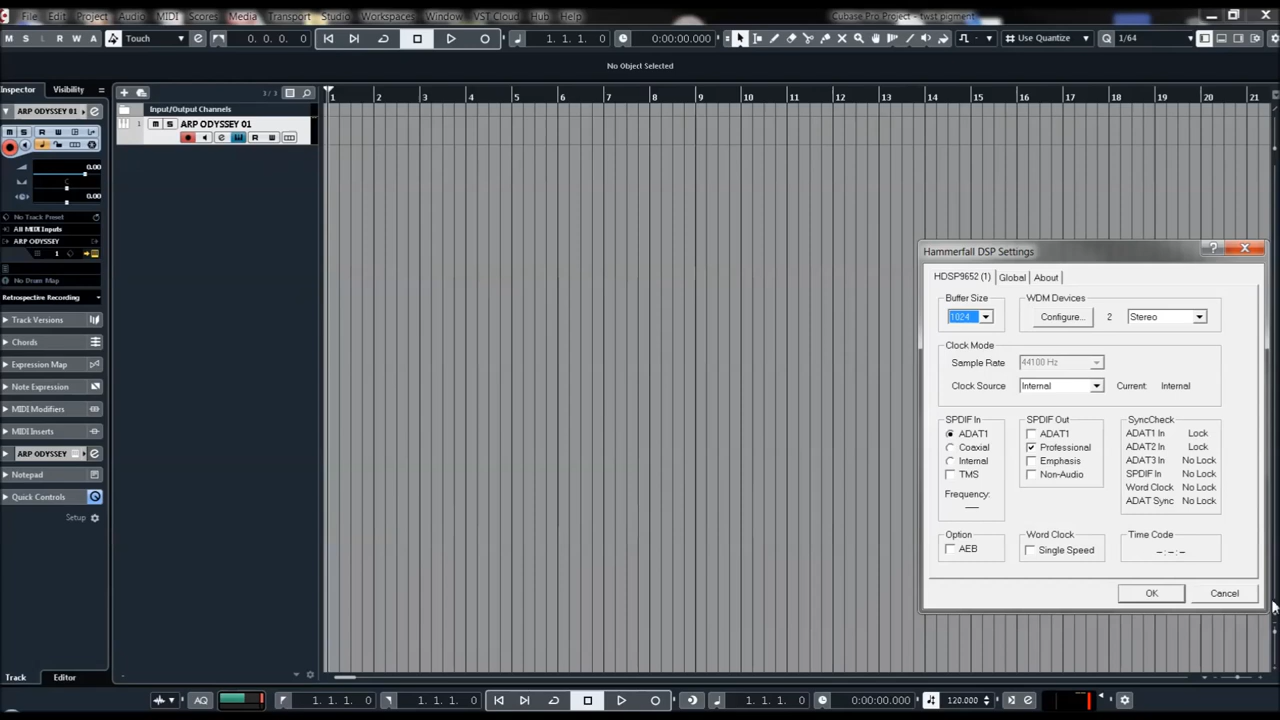 File Edit Project Audio MIDI Scores Media Transport Studio Workspaces Window VST Cloud Hub Help
Cubase Pro Project - twst pigment
M S L R W A Touch 0. 0. 0. 0 1. 1. 1. 0 0:00:00.000 Use Quantize Q 1/64
No Object Selected
Inspector Visibility
3 / 3
1 2 3 4 5 6 7 8 9 10 11 12 13 14 15 16 17 18 19 20 21
Input/Output Channels
ARP ODYSSEY 01
1 M S ARP ODYSSEY 01
M S R W
R W
0.00
C
0.00
No Track Preset
All MIDI Inputs
ARP ODYSSEY
1
No Drum Map
Retrospective Recording
Track Versions
Chords
Expression Map
Note Expression
MIDI Modifiers
MIDI Inserts
ARP ODYSSEY
Notepad
Quick Controls
Setup
Hammerfall DSP Settings
HDSP9652 (1) Global About
Buffer Size
1024
WDM Devices
Configure... 2 Stereo
Clock Mode
Sample Rate 44100 Hz
Clock Source Internal Current: Internal
SPDIF In
ADAT1
Coaxial
Internal
TMS
Frequency:
SPDIF Out
ADAT1
Professional
Emphasis
Non-Audio
SyncCheck
ADAT1 In Lock
ADAT2 In Lock
ADAT3 In No Lock
SPDIF In No Lock
Word Clock No Lock
ADAT Sync No Lock
Option
AEB
Word Clock
Single Speed
Time Code
-:-:-
OK Cancel
Track Editor
AQ 1. 1. 1. 0 1. 1. 1. 0 1. 1. 1. 0 0:00:00.000 120.000